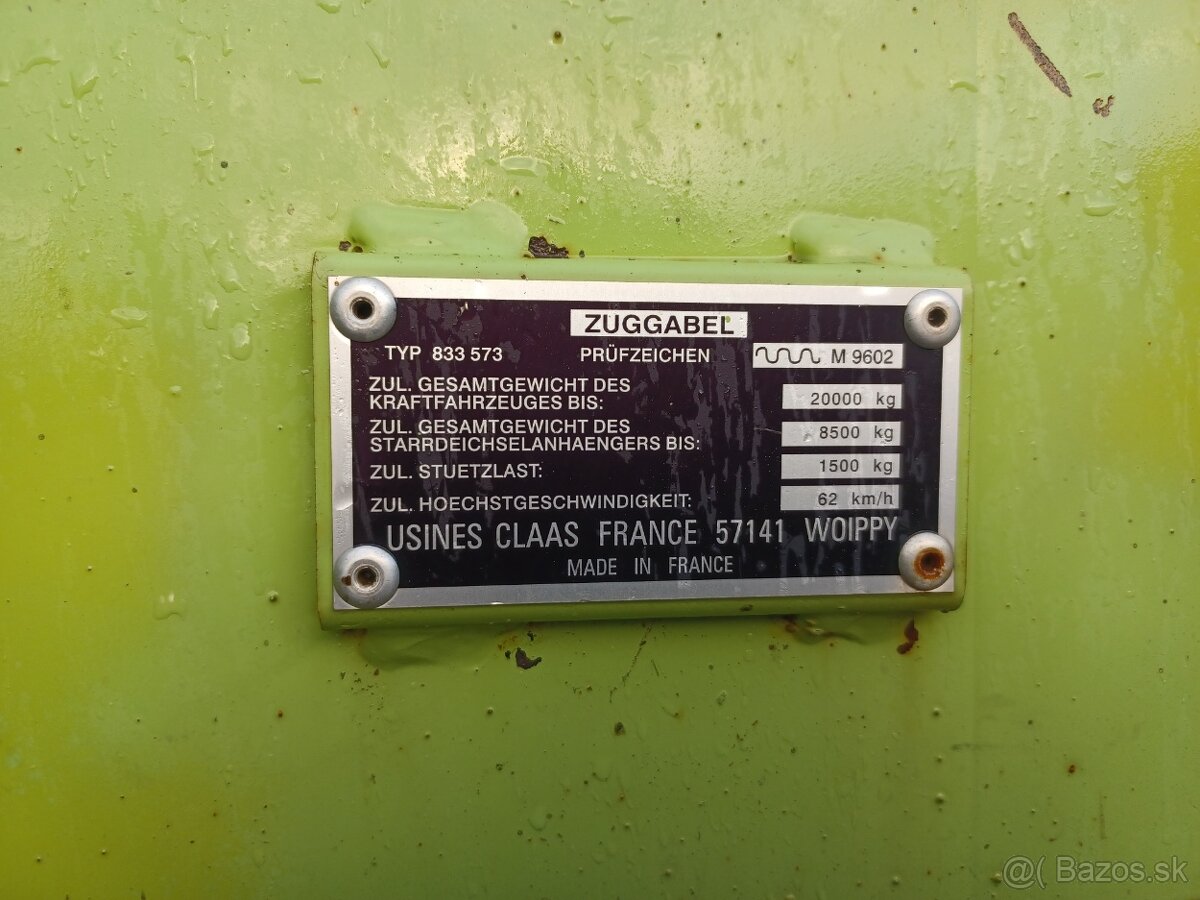 ZUGGABEL
TYP 833 573 PRÜFZEICHEN M 9602
ZUL. GESAMTGEWICHT DES
KRAFTFAHRZEUGES BIS: 20000 kg
ZUL. GESAMTGEWICHT DES
STARRDEICHSELANHAENGERS BIS: 8500 kg
ZUL. STUETZLAST: 1500 kg
ZUL. HOECHSTGESCHWINDIGKEIT: 62 km/h
USINES CLAAS FRANCE 57141 WOIPPY
MADE IN FRANCE
@( Bazos.sk